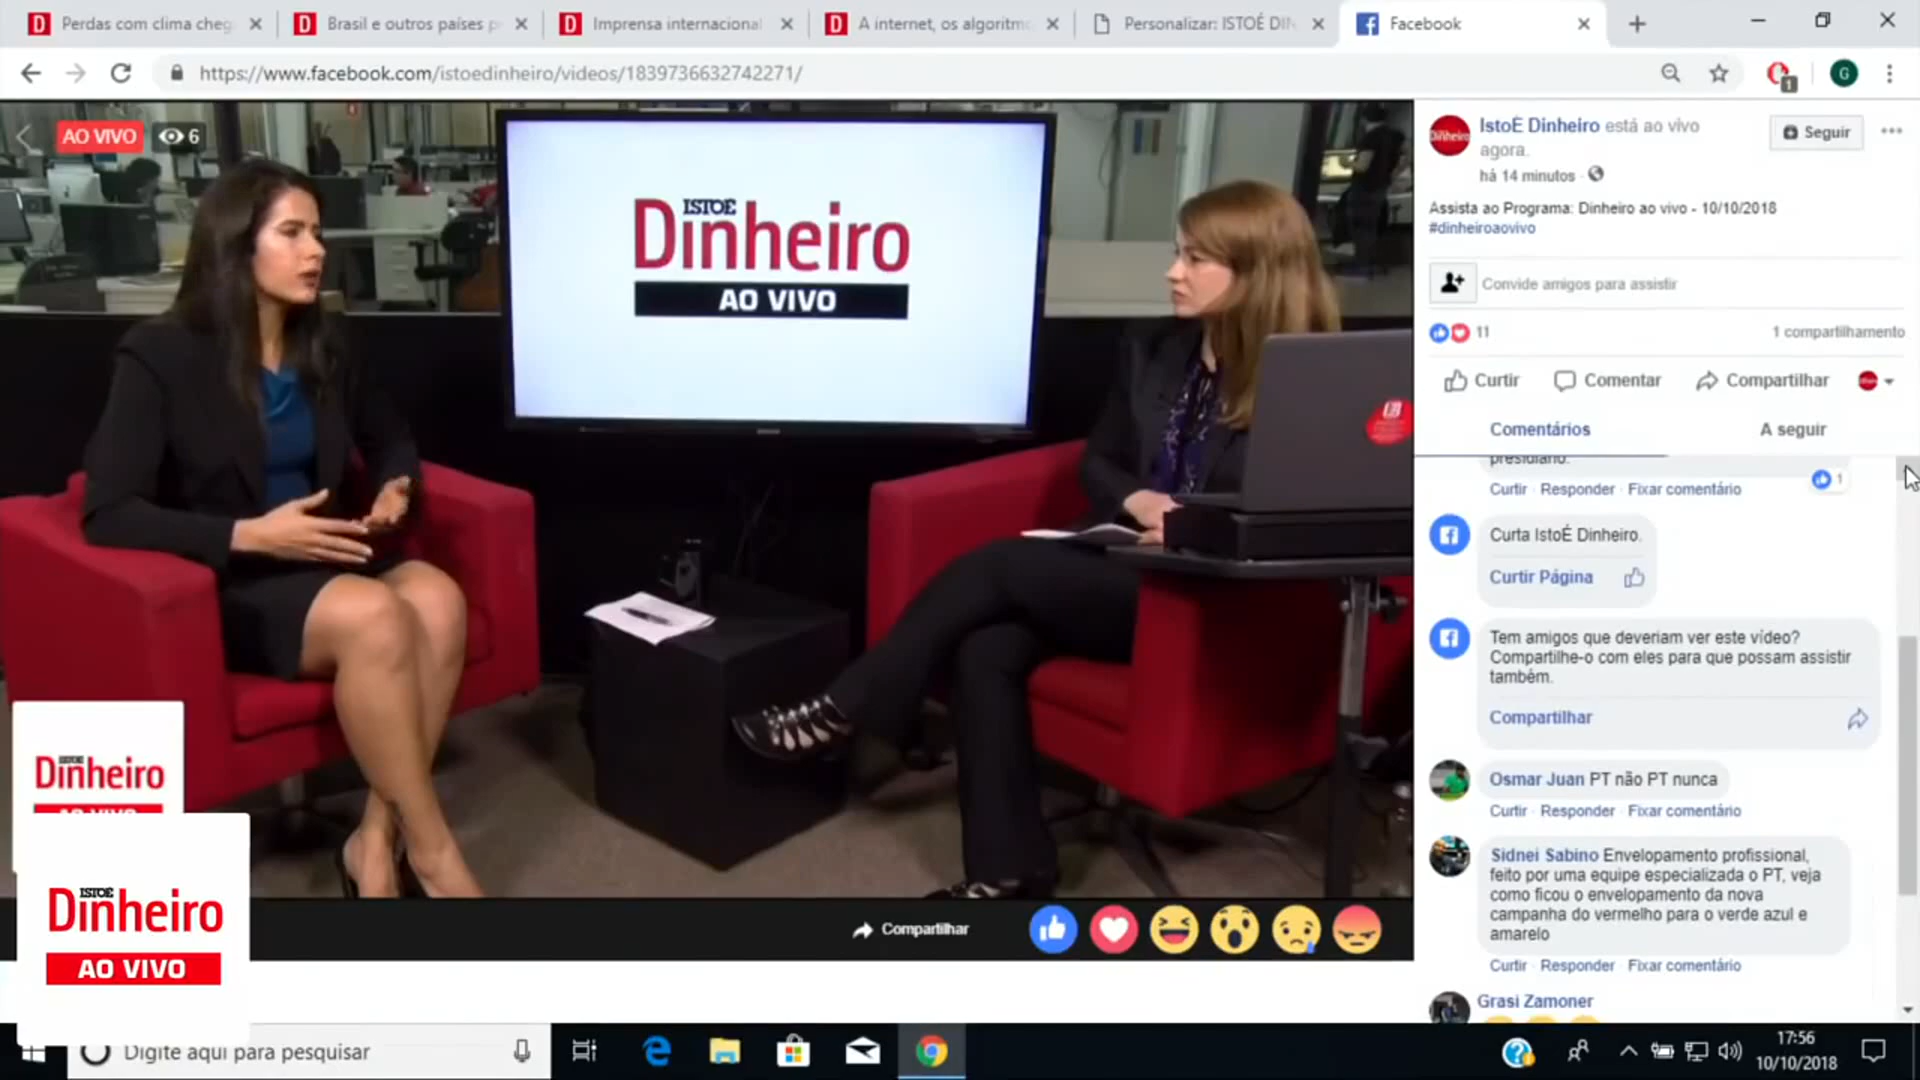 Perdas com clima cheg
Brasil e outros países p
Imprensa internacional
A internet, os algoritmo
Personalizar: ISTOÉ DIN
Facebook
https://www.facebook.com/istoedinheiro/videos/1839736632742271/
AO VIVO 6
ISTOÉ
Dinheiro
AO VIVO
IstoÉ Dinheiro está ao vivo
agora.
há 14 minutos ·
Seguir
Assista ao Programa: Dinheiro ao vivo - 10/10/2018
#dinheiroaovivo
Convide amigos para assistir
11
1 compartilhamento
Curtir
Comentar
Compartilhar
Comentários
A seguir
presidiário.
1
Curtir · Responder · Fixar comentário
Curta IstoÉ Dinheiro.
Curtir Página
Tem amigos que deveriam ver este vídeo?
Compartilhe-o com eles para que possam assistir
também.
Compartilhar
Osmar Juan PT não PT nunca
Curtir · Responder · Fixar comentário
Sidnei Sabino Envelopamento profissional,
feito por uma equipe especializada o PT, veja
como ficou o envelopamento da nova
campanha do vermelho para o verde azul e
amarelo
Curtir · Responder · Fixar comentário
Grasi Zamoner
ISTOÉ
Dinheiro
AO VIVO
ISTOÉ
Dinheiro
AO VIVO
Compartilhar
Digite aqui para pesquisar
17:56
10/10/2018